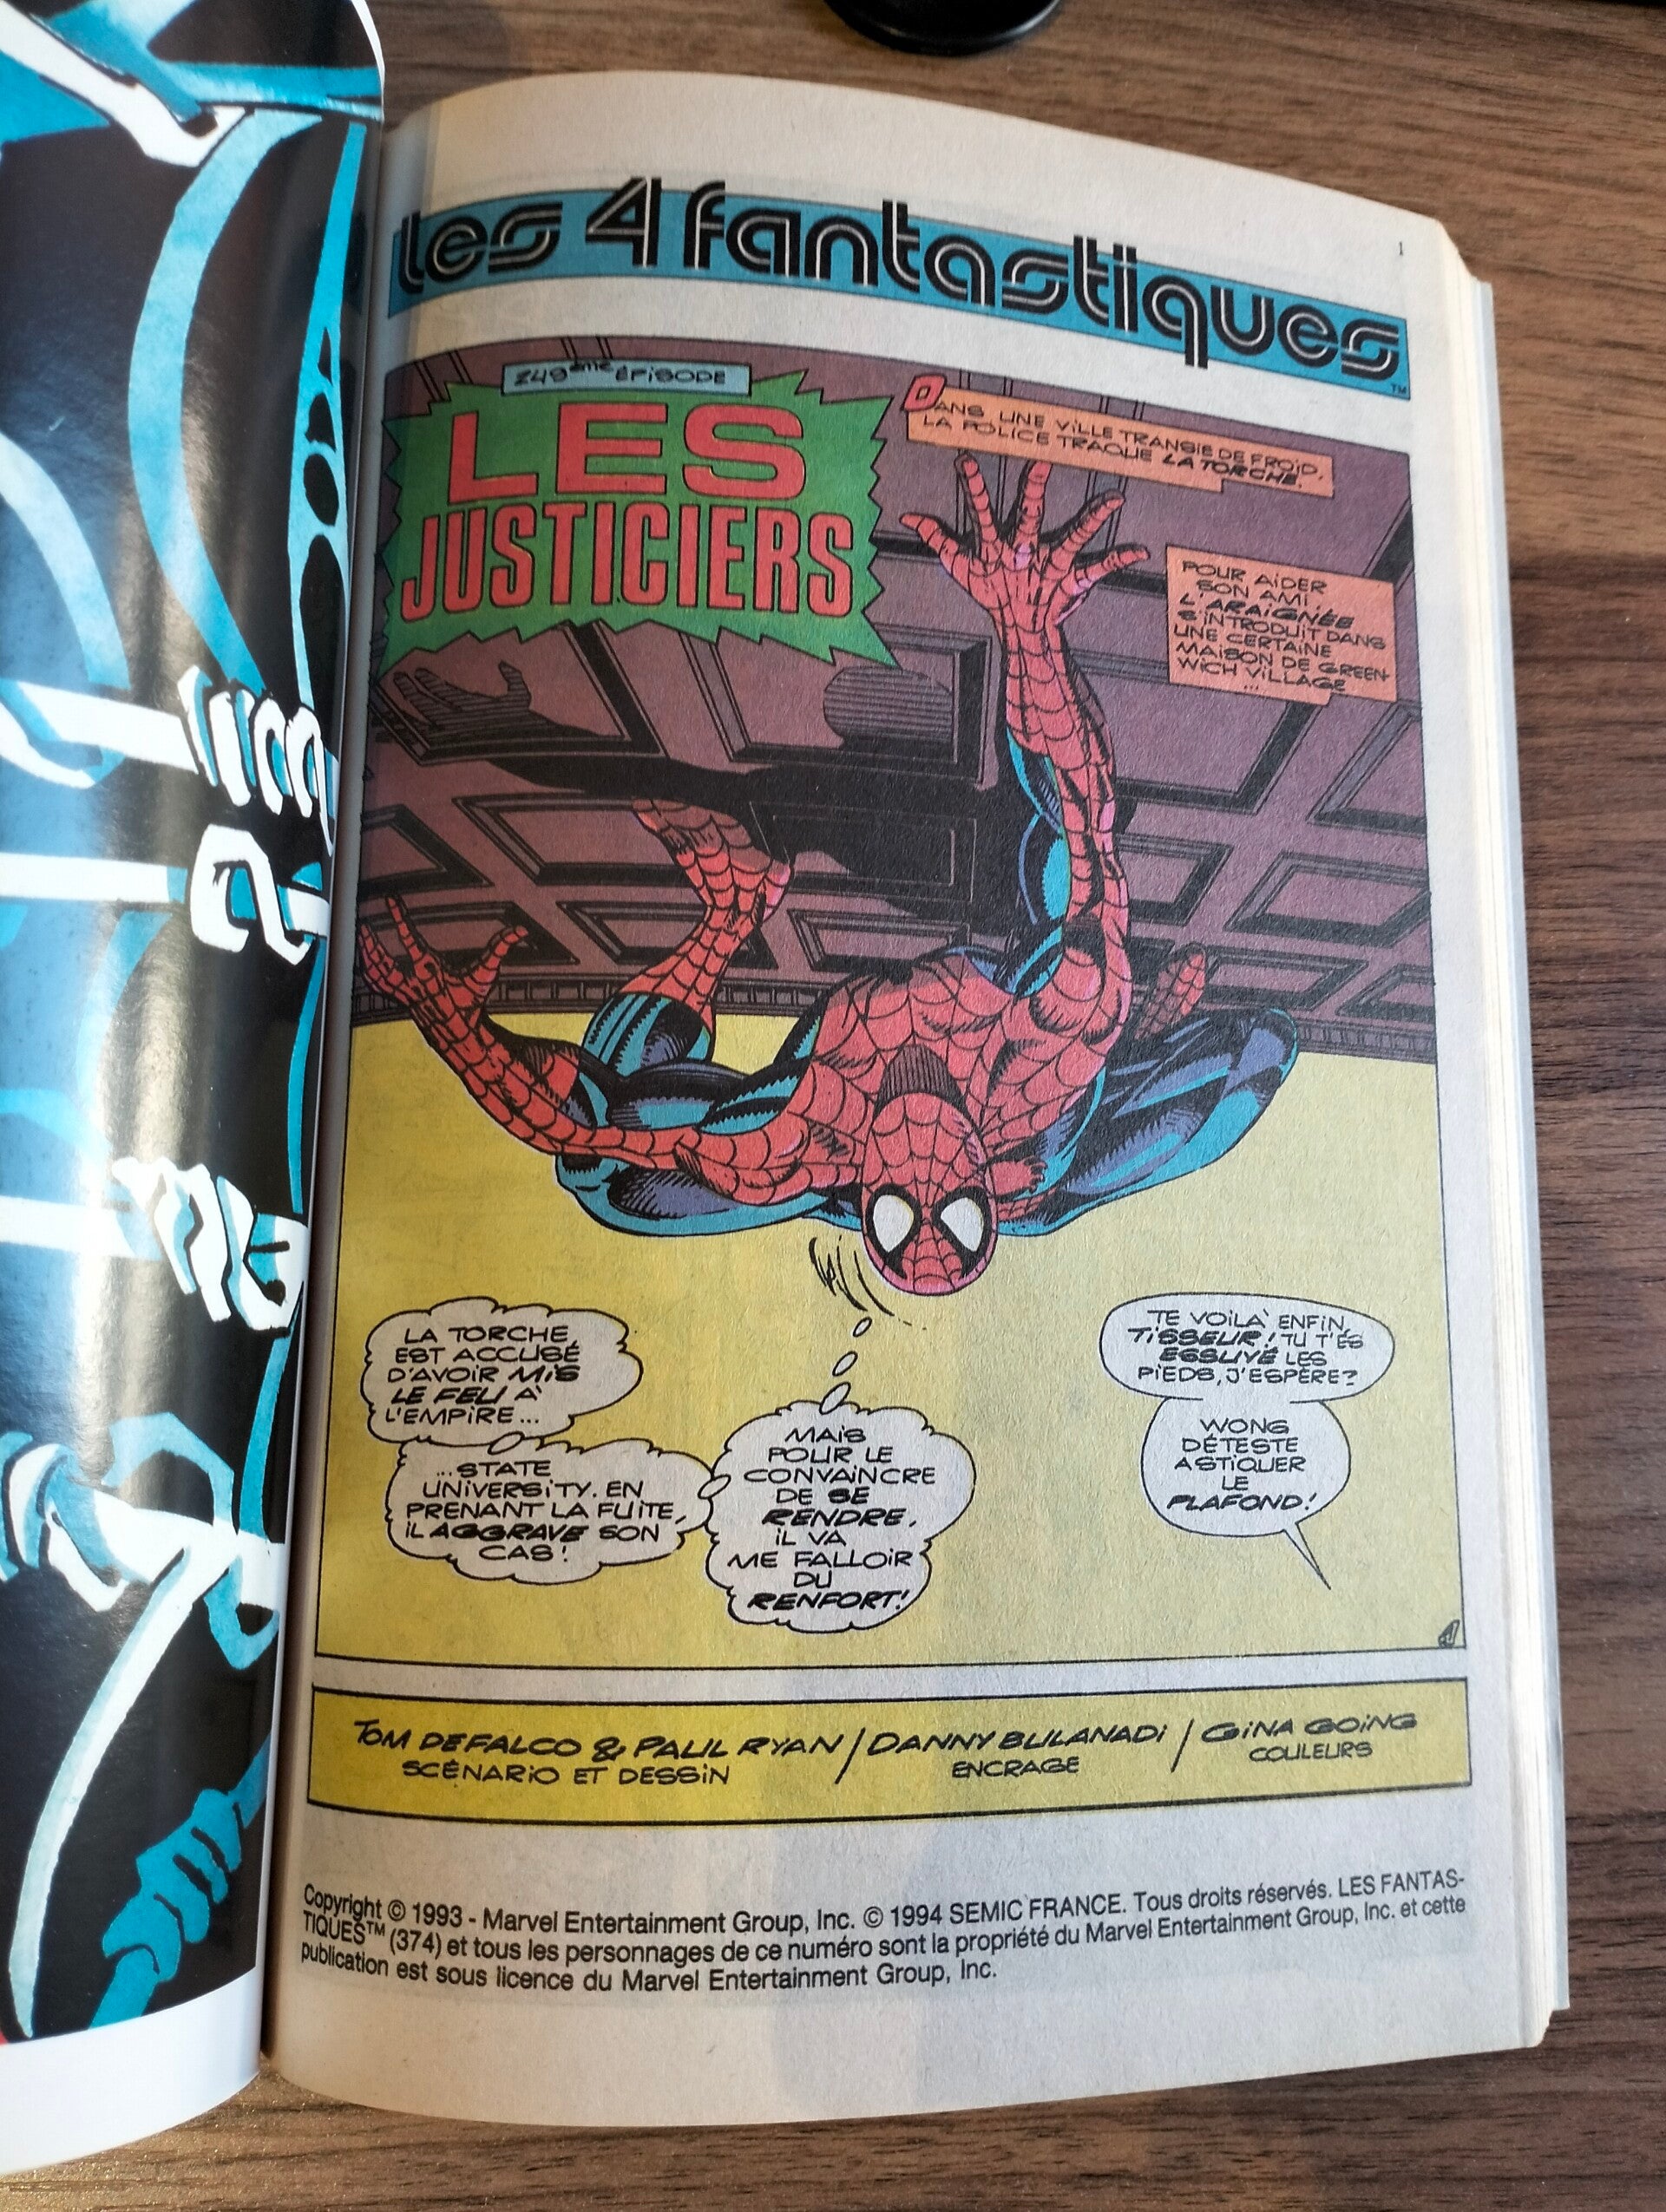 les 4 fantastiques
TM
1
249ème ÉPISODE
LES
JUSTICIERS
DANS UNE VILLE TRANSIE DE FROID,
LA POLICE TRAQUE LA TORCHE.
POUR AIDER
SON AMI,
L'ARAIGNÉE
S'INTRODUIT DANS
UNE CERTAINE
MAISON DE GREEN-
WICH VILLAGE
...
LA TORCHE
EST ACCUSÉ
D'AVOIR MIS
LE FEU À
L'EMPIRE...
...STATE
UNIVERSITY. EN
PRENANT LA FUITE,
IL AGGRAVE SON
CAS!
MAIS
POUR LE
CONVAINCRE
DE SE
RENDRE,
IL VA
ME FALLOIR
DU
RENFORT!
TE VOILÀ ENFIN,
TISSEUR! TU T'ES
ESSUYÉ LES
PIEDS, J'ESPÈRE?
WONG
DÉTESTE
ASTIQUER
LE
PLAFOND!
1
TOM DEFALCO & PAUL RYAN / DANNY BULANADI / GINA GOING
SCÉNARIO ET DESSIN ENCRAGE COULEURS
Copyright © 1993 - Marvel Entertainment Group, Inc. © 1994 SEMIC FRANCE. Tous droits réservés. LES FANTAS-
TIQUES™ (374) et tous les personnages de ce numéro sont la propriété du Marvel Entertainment Group, Inc. et cette
publication est sous licence du Marvel Entertainment Group, Inc.